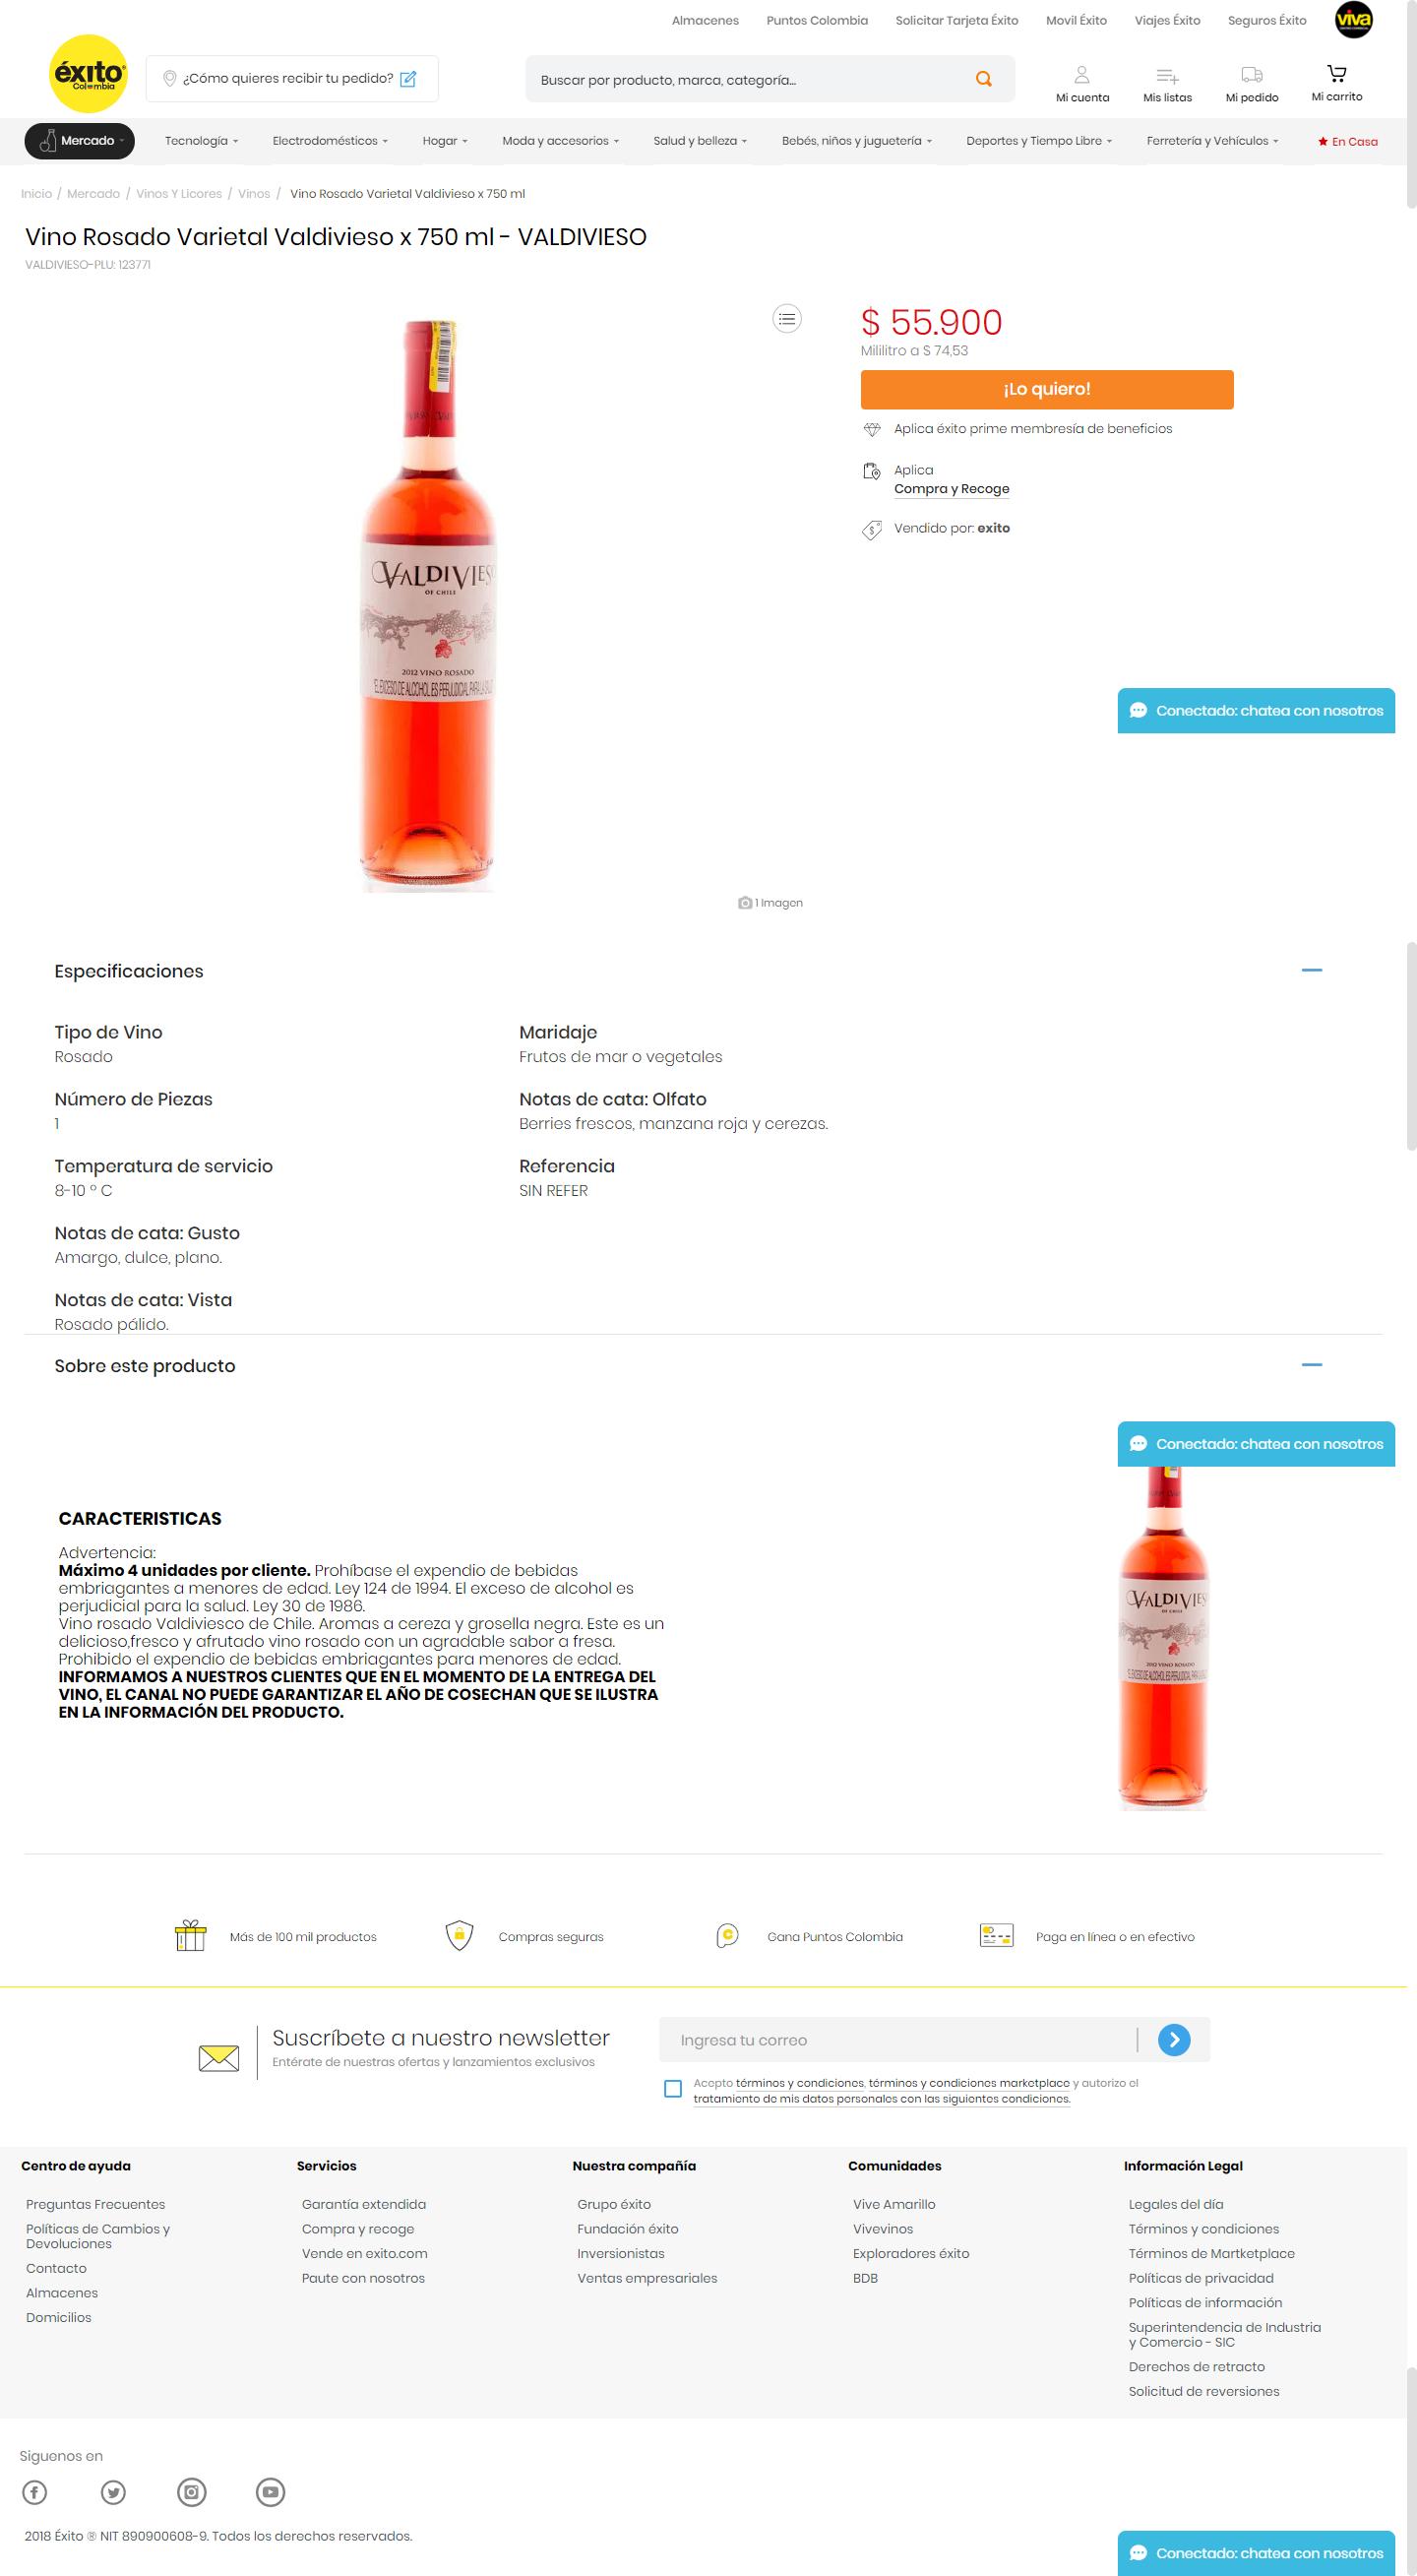 Almacenes Puntos Colombia Solicitar Tarjeta Éxito Movil Éxito Viajes Éxito Seguros Éxito viva
éxito
Colombia
¿Cómo quieres recibir tu pedido?
Buscar por producto, marca, categoría...
Mi cuenta Mis listas Mi pedido Mi carrito
Mercado Tecnología Electrodomésticos Hogar Moda y accesorios Salud y belleza Bebés, niños y juguetería Deportes y Tiempo Libre Ferretería y Vehículos En Casa
Inicio / Mercado / Vinos Y Licores / Vinos / Vino Rosado Varietal Valdivieso x 750 ml
Vino Rosado Varietal Valdivieso x 750 ml - VALDIVIESO
VALDIVIESO-PLU: 123771
$ 55.900
Mililitro a $ 74,53
¡Lo quiero!
Aplica éxito prime membresía de beneficios
Aplica
Compra y Recoge
Vendido por: exito
VALDIVIES
OF CHILE
2012 VINO ROSADO
"EL EXCESO DE ALCOHOL ES PERJUDICIAL PARA LA SALUD
Conectado: chatea con nosotros
1 Imagen
Especificaciones
Tipo de Vino
Rosado
Número de Piezas
1
Temperatura de servicio
8-10 º C
Notas de cata: Gusto
Amargo, dulce, plano.
Notas de cata: Vista
Rosado pálido.
Maridaje
Frutos de mar o vegetales
Notas de cata: Olfato
Berries frescos, manzana roja y cerezas.
Referencia
SIN REFER
Sobre este producto
Conectado: chatea con nosotros
CARACTERISTICAS
Advertencia:
Máximo 4 unidades por cliente. Prohíbase el expendio de bebidas
embriagantes a menores de edad. Ley 124 de 1994. El exceso de alcohol es
perjudicial para la salud. Ley 30 de 1986.
Vino rosado Valdiviesco de Chile. Aromas a cereza y grosella negra. Este es un
delicioso,fresco y afrutado vino rosado con un agradable sabor a fresa.
Prohibido el expendio de bebidas embriagantes para menores de edad.
INFORMAMOS A NUESTROS CLIENTES QUE EN EL MOMENTO DE LA ENTREGA DEL
VINO, EL CANAL NO PUEDE GARANTIZAR EL AÑO DE COSECHAN QUE SE ILUSTRA
EN LA INFORMACIÓN DEL PRODUCTO.
VALDIVIES
OF CHILE
2012 VINO ROSADO
Más de 100 mil productos Compras seguras Gana Puntos Colombia Paga en línea o en efectivo
Suscríbete a nuestro newsletter
Entérate de nuestras ofertas y lanzamientos exclusivos
Ingresa tu correo
Acepto términos y condiciones, términos y condiciones marketplace y autorizo el
tratamiento de mis datos personales con las siguientes condiciones.
Centro de ayuda
Preguntas Frecuentes
Políticas de Cambios y
Devoluciones
Contacto
Almacenes
Domicilios
Servicios
Garantía extendida
Compra y recoge
Vende en exito.com
Paute con nosotros
Nuestra compañía
Grupo éxito
Fundación éxito
Inversionistas
Ventas empresariales
Comunidades
Vive Amarillo
Vivevinos
Exploradores éxito
BDB
Información Legal
Legales del día
Términos y condiciones
Términos de Martketplace
Políticas de privacidad
Políticas de información
Superintendencia de Industria
y Comercio - SIC
Derechos de retracto
Solicitud de reversiones
Siguenos en
2018 Éxito ® NIT 890900608-9. Todos los derechos reservados.
Conectado: chatea con nosotros